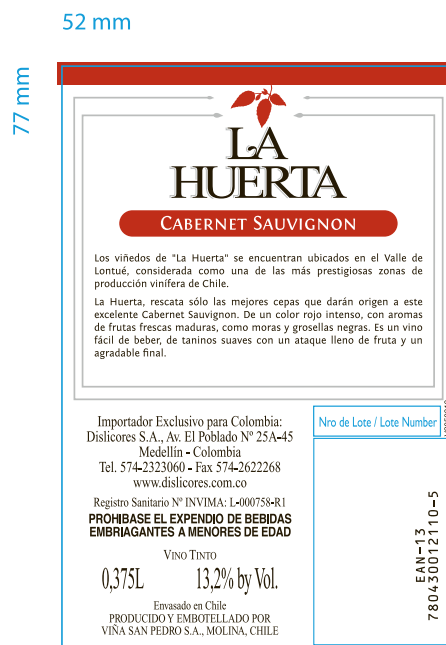 52 mm
77 mm
LA
HUERTA
CABERNET SAUVIGNON
Los viñedos de "La Huerta" se encuentran ubicados en el Valle de
Lontué, considerada como una de las más prestigiosas zonas de
producción vinífera de Chile.
La Huerta, rescata sólo las mejores cepas que darán origen a este
excelente Cabernet Sauvignon. De un color rojo intenso, con aromas
de frutas frescas maduras, como moras y grosellas negras. Es un vino
fácil de beber, de taninos suaves con un ataque lleno de fruta y un
agradable final.
Importador Exclusivo para Colombia:
Dislicores S.A., Av. El Poblado Nº 25A-45
Medellín - Colombia
Tel. 574-2323060 - Fax 574-2622268
www.dislicores.com.co
Registro Sanitario Nº INVIMA: L-000758-R1
PROHIBASE EL EXPENDIO DE BEBIDAS
EMBRIAGANTES A MENORES DE EDAD
VINO TINTO
0,375L 13,2% by Vol.
Envasado en Chile
PRODUCIDO Y EMBOTELLADO POR
VIÑA SAN PEDRO S.A., MOLINA, CHILE
Nro de Lote / Lote Number
EAN-13
780430012110-5